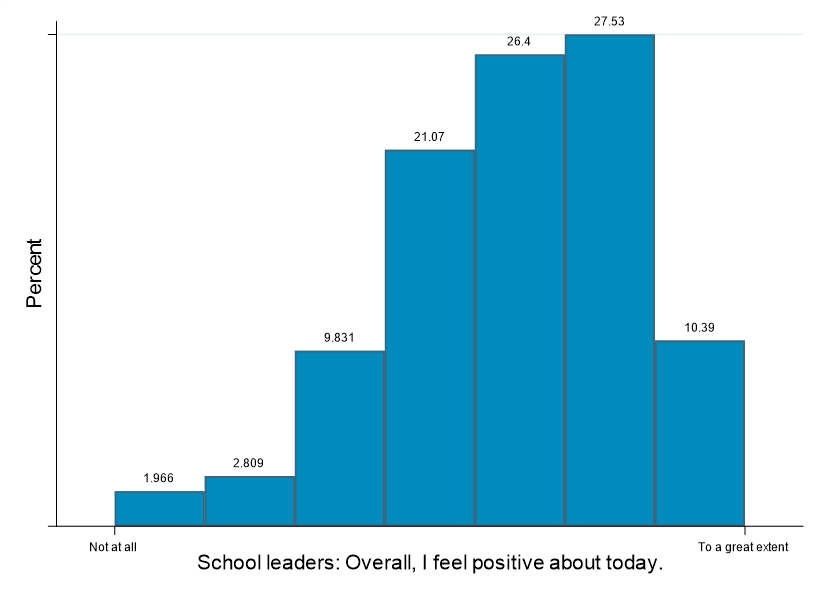 27.53
26.4
21.07
10.39
9.831
2.809
1.966
Percent
Not at all
To a great extent
School leaders: Overall, I feel positive about today.